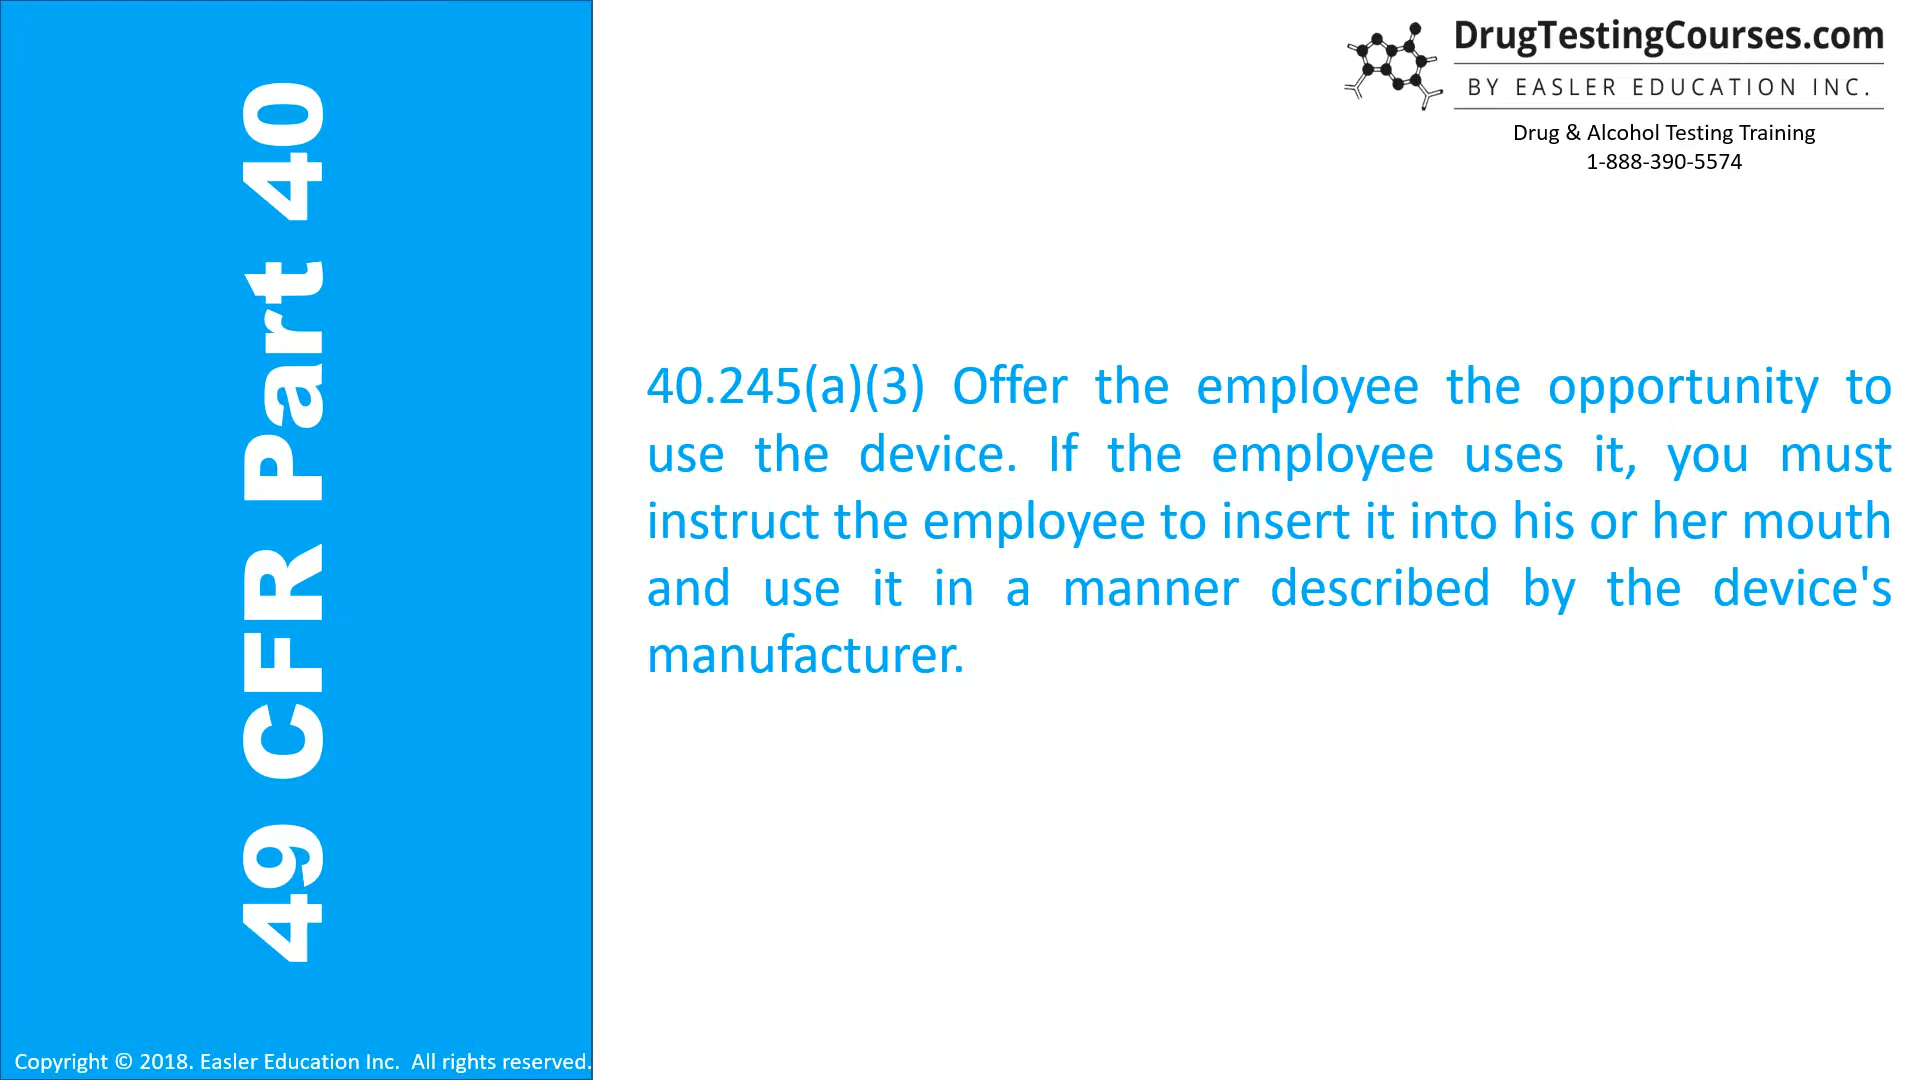 49 CFR Part 40
DrugTestingCourses.com
BY EASLER EDUCATION INC.
Drug & Alcohol Testing Training
1-888-390-5574
40.245(a)(3) Offer the employee the opportunity to
use the device. If the employee uses it, you must
instruct the employee to insert it into his or her mouth
and use it in a manner described by the device's
manufacturer.
Copyright © 2018. Easler Education Inc.  All rights reserved.